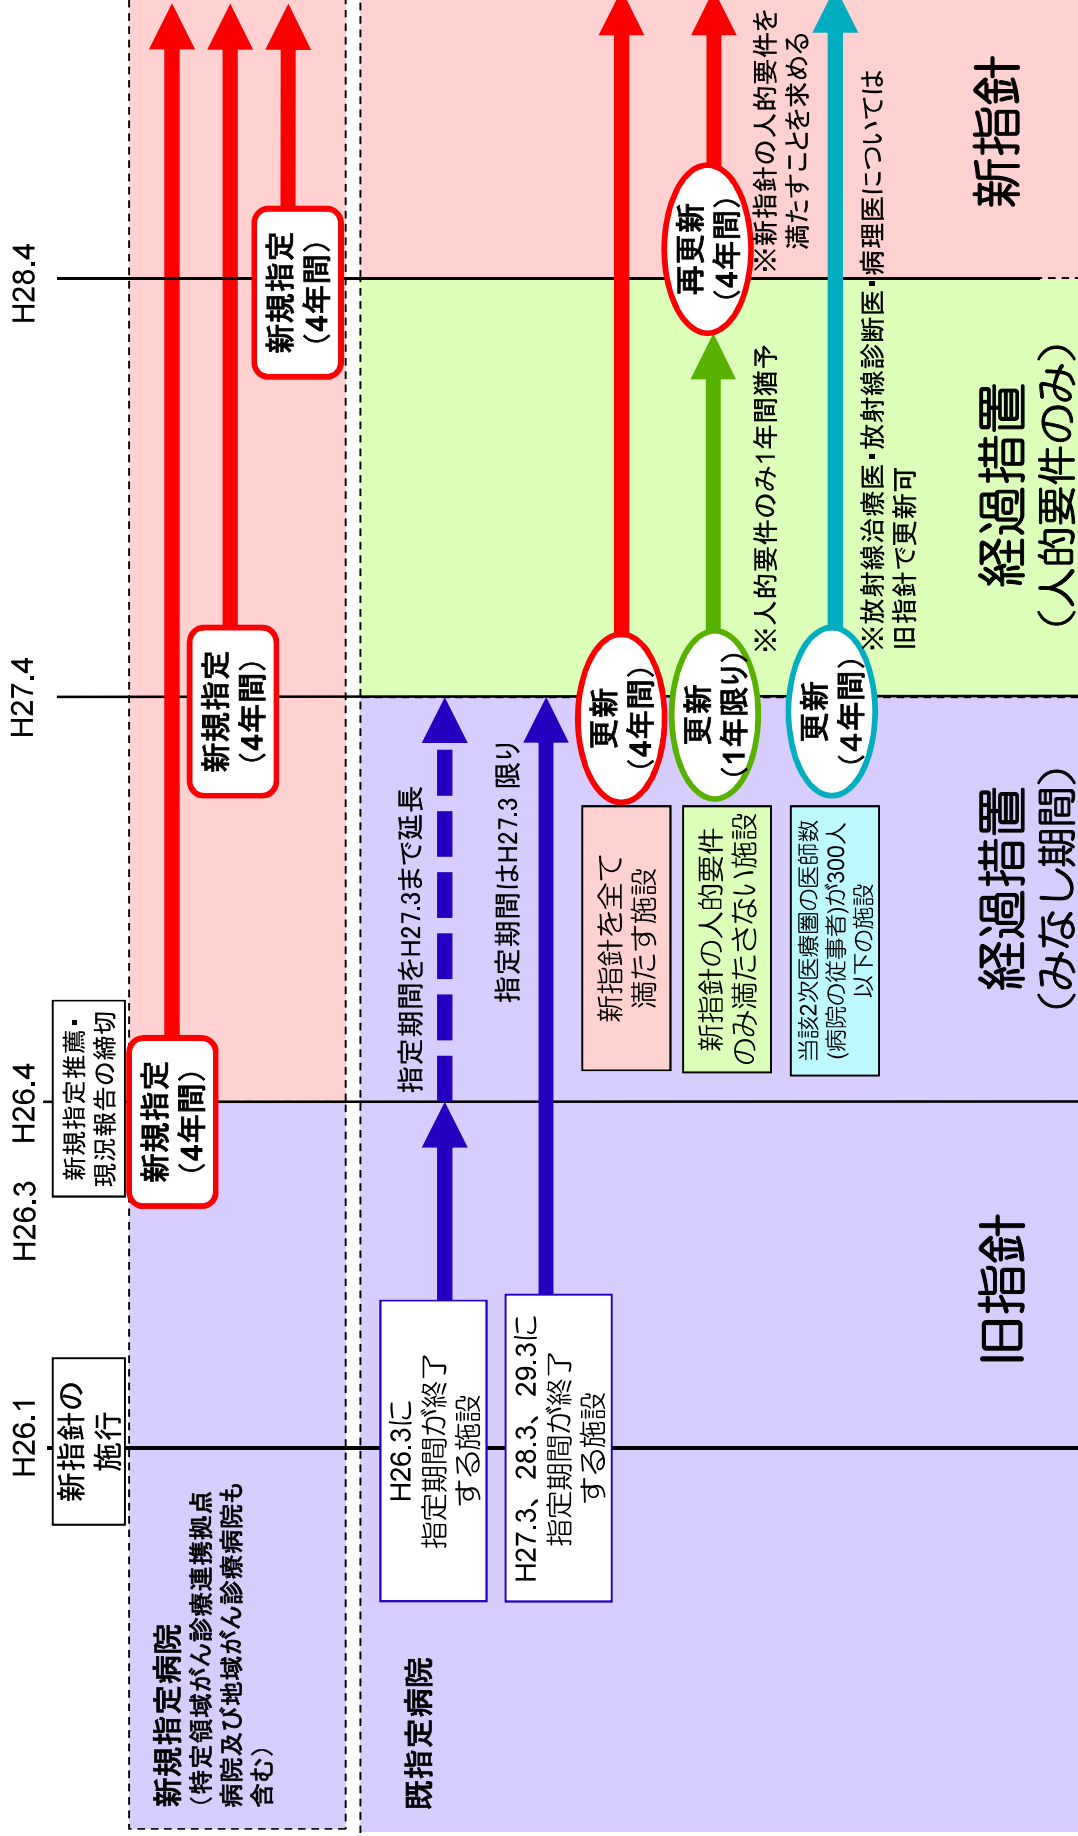 H26.1
H26.3
H26.4
H27.4
H28.4
新指針の
施行
新規指定推薦・
現況報告の締切
新規指定病院
（特定領域がん診療連携拠点
病院及び地域がん診療病院も
含む）
新規指定
（4年間）
新規指定
（4年間）
新規指定
（4年間）
既指定病院
H26.3に
指定期間が終了
する施設
指定期間をH27.3まで延長
H27.3、28.3、29.3に
指定期間が終了
する施設
指定期間はH27.3 限り
新指針を全て
満たす施設
更新
（4年間）
新指針の人的要件
のみ満たさない施設
更新
（1年限り）
※人的要件のみ1年間猶予
再更新
（4年間）
※新指針の人的要件を
満たすことを求める
当該2次医療圏の医師数
(病院の従事者)が300人
以下の施設
更新
（4年間）
※放射線治療医・放射線診断医・病理医については
旧指針で更新可
旧指針
経過措置
（みなし期間）
経過措置
（人的要件のみ）
新指針